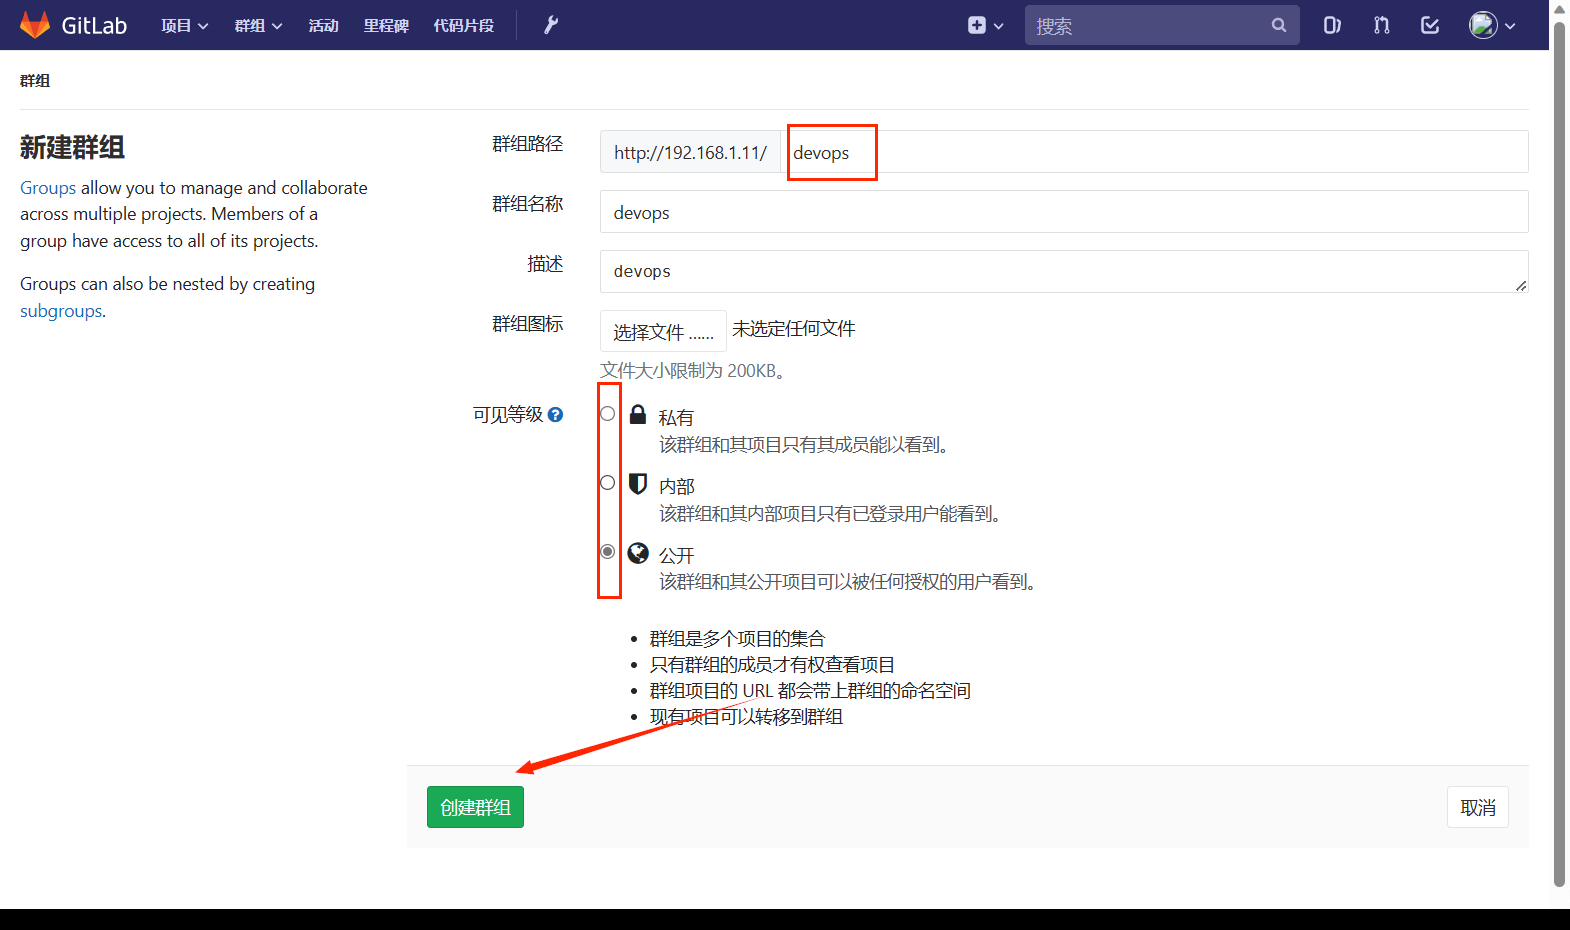 GitLab 项目 群组 活动 里程碑 代码片段 搜索
群组
新建群组
Groups allow you to manage and collaborate
across multiple projects. Members of a
group have access to all of its projects.
Groups can also be nested by creating
subgroups.
群组路径 http://192.168.1.11/ devops
群组名称 devops
描述 devops
群组图标 选择文件 ...... 未选定任何文件
文件大小限制为 200KB。
可见等级 ? 私有
该群组和其项目只有其成员能以看到。
内部
该群组和其内部项目只有已登录用户能看到。
公开
该群组和其公开项目可以被任何授权的用户看到。
• 群组是多个项目的集合
• 只有群组的成员才有权查看项目
• 群组项目的 URL 都会带上群组的命名空间
• 现有项目可以转移到群组
创建群组 取消